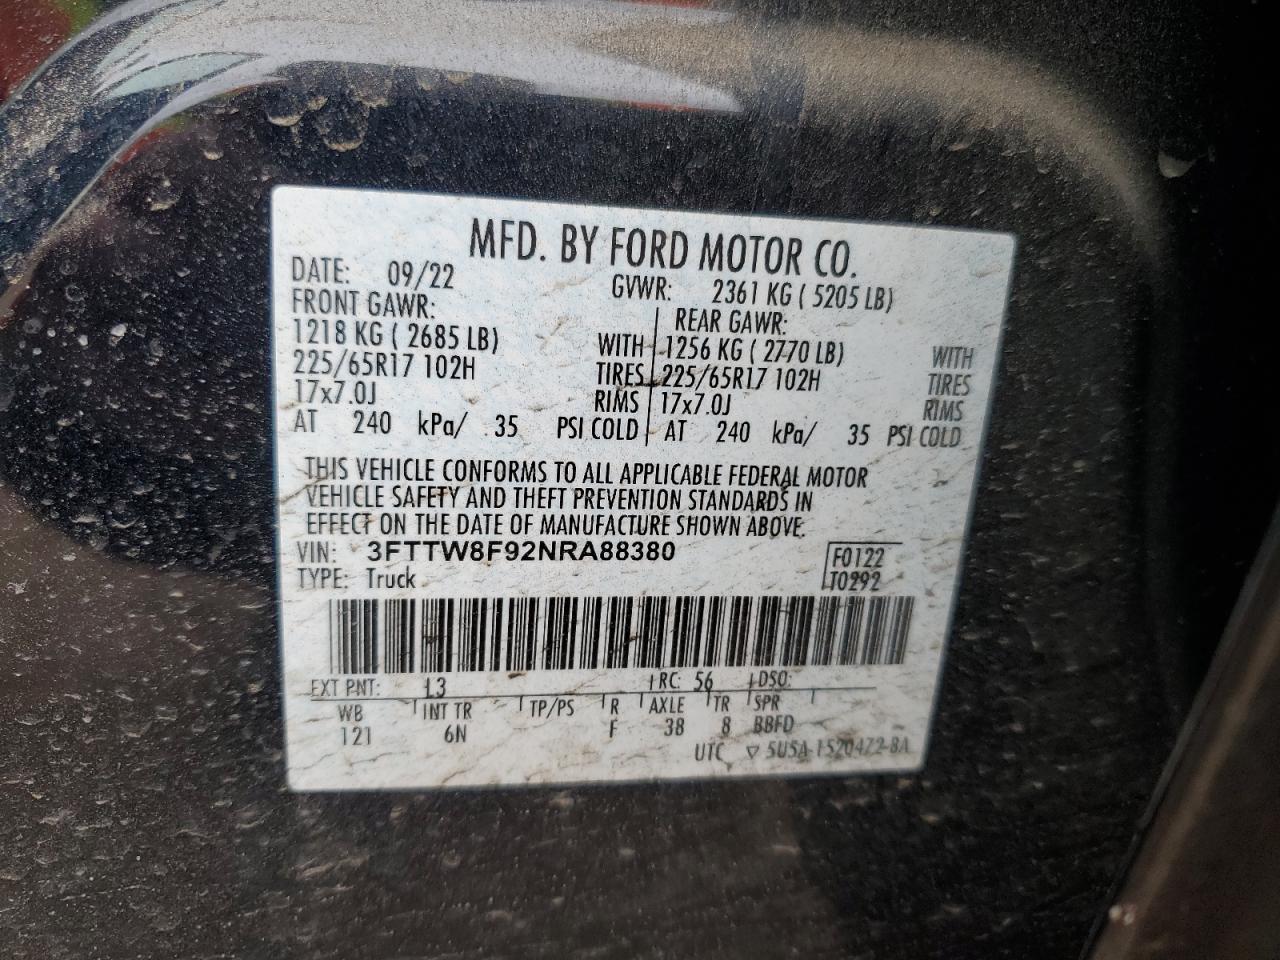 MFD. BY FORD MOTOR CO.
DATE: 09/22 GVWR: 2361 KG ( 5205 LB)
FRONT GAWR: REAR GAWR:
1218 KG ( 2685 LB) WITH 1256 KG ( 2770 LB) WITH
225/65R17 102H TIRES 225/65R17 102H TIRES
17x7.0J RIMS 17x7.0J RIMS
AT 240 kPa/ 35 PSI COLD AT 240 kPa/ 35 PSI COLD
THIS VEHICLE CONFORMS TO ALL APPLICABLE FEDERAL MOTOR
VEHICLE SAFETY AND THEFT PREVENTION STANDARDS IN
EFFECT ON THE DATE OF MANUFACTURE SHOWN ABOVE.
VIN: 3FTTW8F92NRA88380 F0122
TYPE: Truck T0292
EXT PNT: L3 RC: 56 DSO:
WB INT TR TP/PS R AXLE TR SPR
121 6N F 38 8 BBFD
UTC ▽ 5U5A-1520472-BA